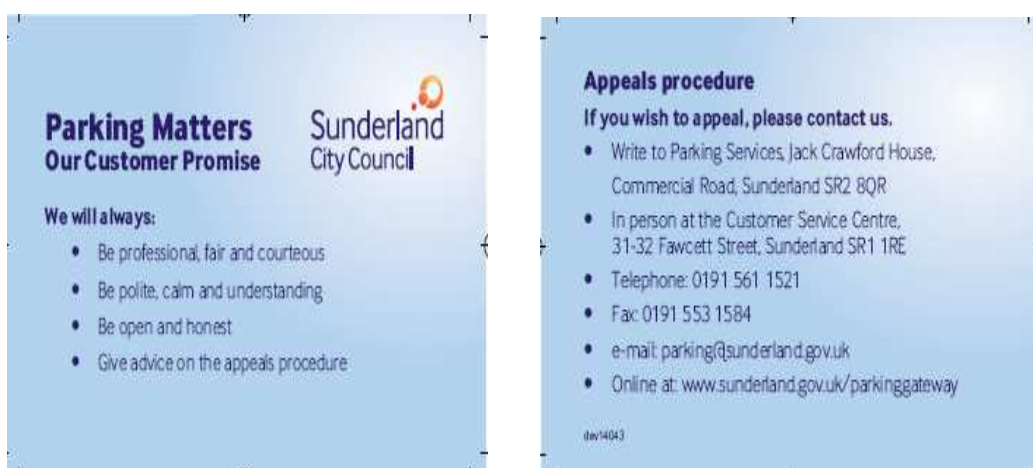 Parking Matters
Our Customer Promise
Sunderland
City Council
We will always:
• Be professional, fair and courteous
• Be polite, calm and understanding
• Be open and honest
• Give advice on the appeals procedure
Appeals procedure
If you wish to appeal, please contact us.
• Write to Parking Services, Jack Crawford House,
Commercial Road, Sunderland SR2 8QR
• In person at the Customer Service Centre,
31-32 Fawcett Street, Sunderland SR1 1RE
• Telephone: 0191 561 1521
• Fax: 0191 553 1584
• e-mail: parking@sunderland.gov.uk
• Online at: www.sunderland.gov.uk/parkinggateway
dev14043